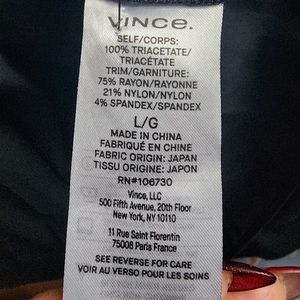 VINCE.
SELF/CORPS:
100% TRIACETATE/
TRIACÉTATE
TRIM/GARNITURE:
75% RAYON/RAYONNE
21% NYLON/NYLON
4% SPANDEX/SPANDEX
L/G
MADE IN CHINA
FABRIQUÉ EN CHINE
FABRIC ORIGIN: JAPAN
TISSU ORIGINE: JAPON
RN#106730
Vince, LLC
500 Fifth Avenue, 20th Floor
New York, NY 10110
11 Rue Saint Florentin
75008 Paris France
SEE REVERSE FOR CARE
VOIR AU VERSO POUR LES SOINS